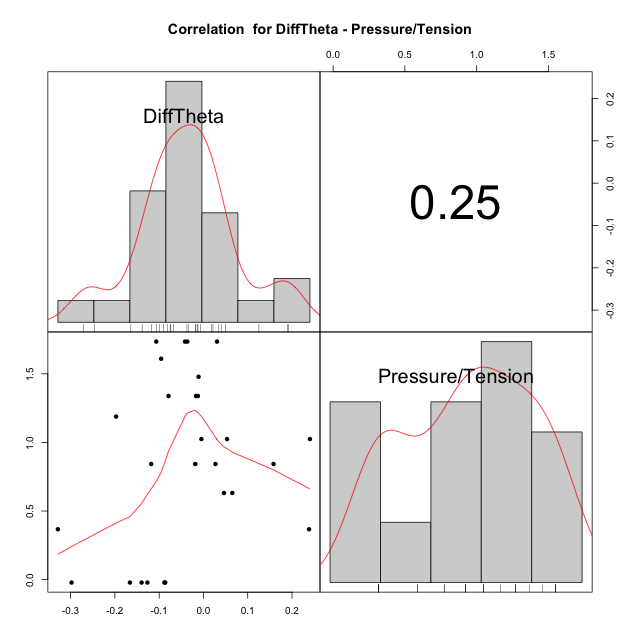 Correlation  for DiffTheta - Pressure/Tension
0.0 0.5 1.0 1.5
DiffTheta
0.25
0.2
0.1
0.0
-0.1
-0.2
-0.3
Pressure/Tension
1.5
1.0
0.5
0.0
-0.3 -0.2 -0.1 0.0 0.1 0.2